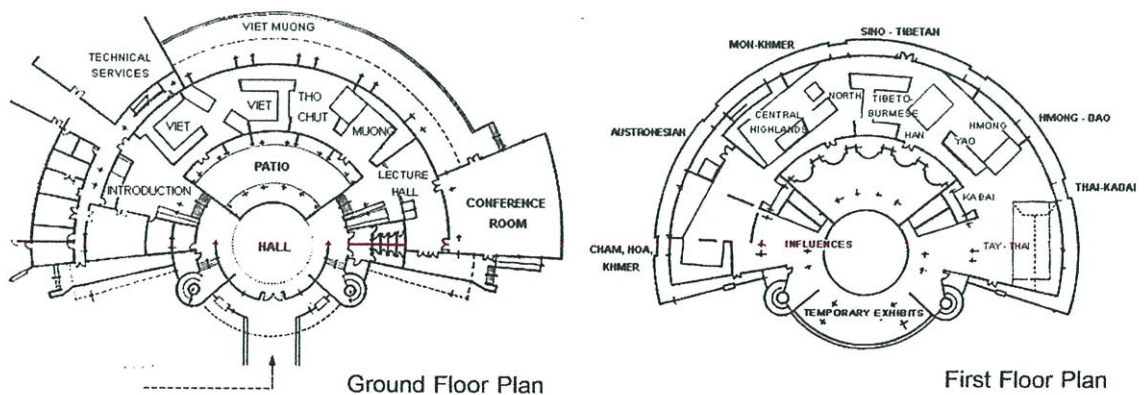 VIET MUONG
TECHNICAL
SERVICES
VIET
VIET
THO
CHUT
MUONG
PATIO
INTRODUCTION
LECTURE
HALL
CONFERENCE
ROOM
HALL
Ground Floor Plan
SINO - TIBETAN
MON-KHMER
NORTH
TIBETO
BURMESE
CENTRAL
HIGHLANDS
HAN
HMONG
YAO
HMONG - DAO
AUSTRONESIAN
THAI-KADAI
KADAI
CHAM, HOA,
KHMER
INFLUENCES
TAY - THAI
TEMPORARY EXHIBITS
First Floor Plan